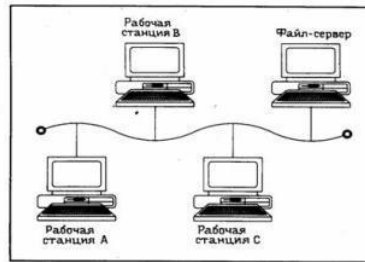 Рабочая
станция В
Файл-сервер
Рабочая
станция А
Рабочая
станция С